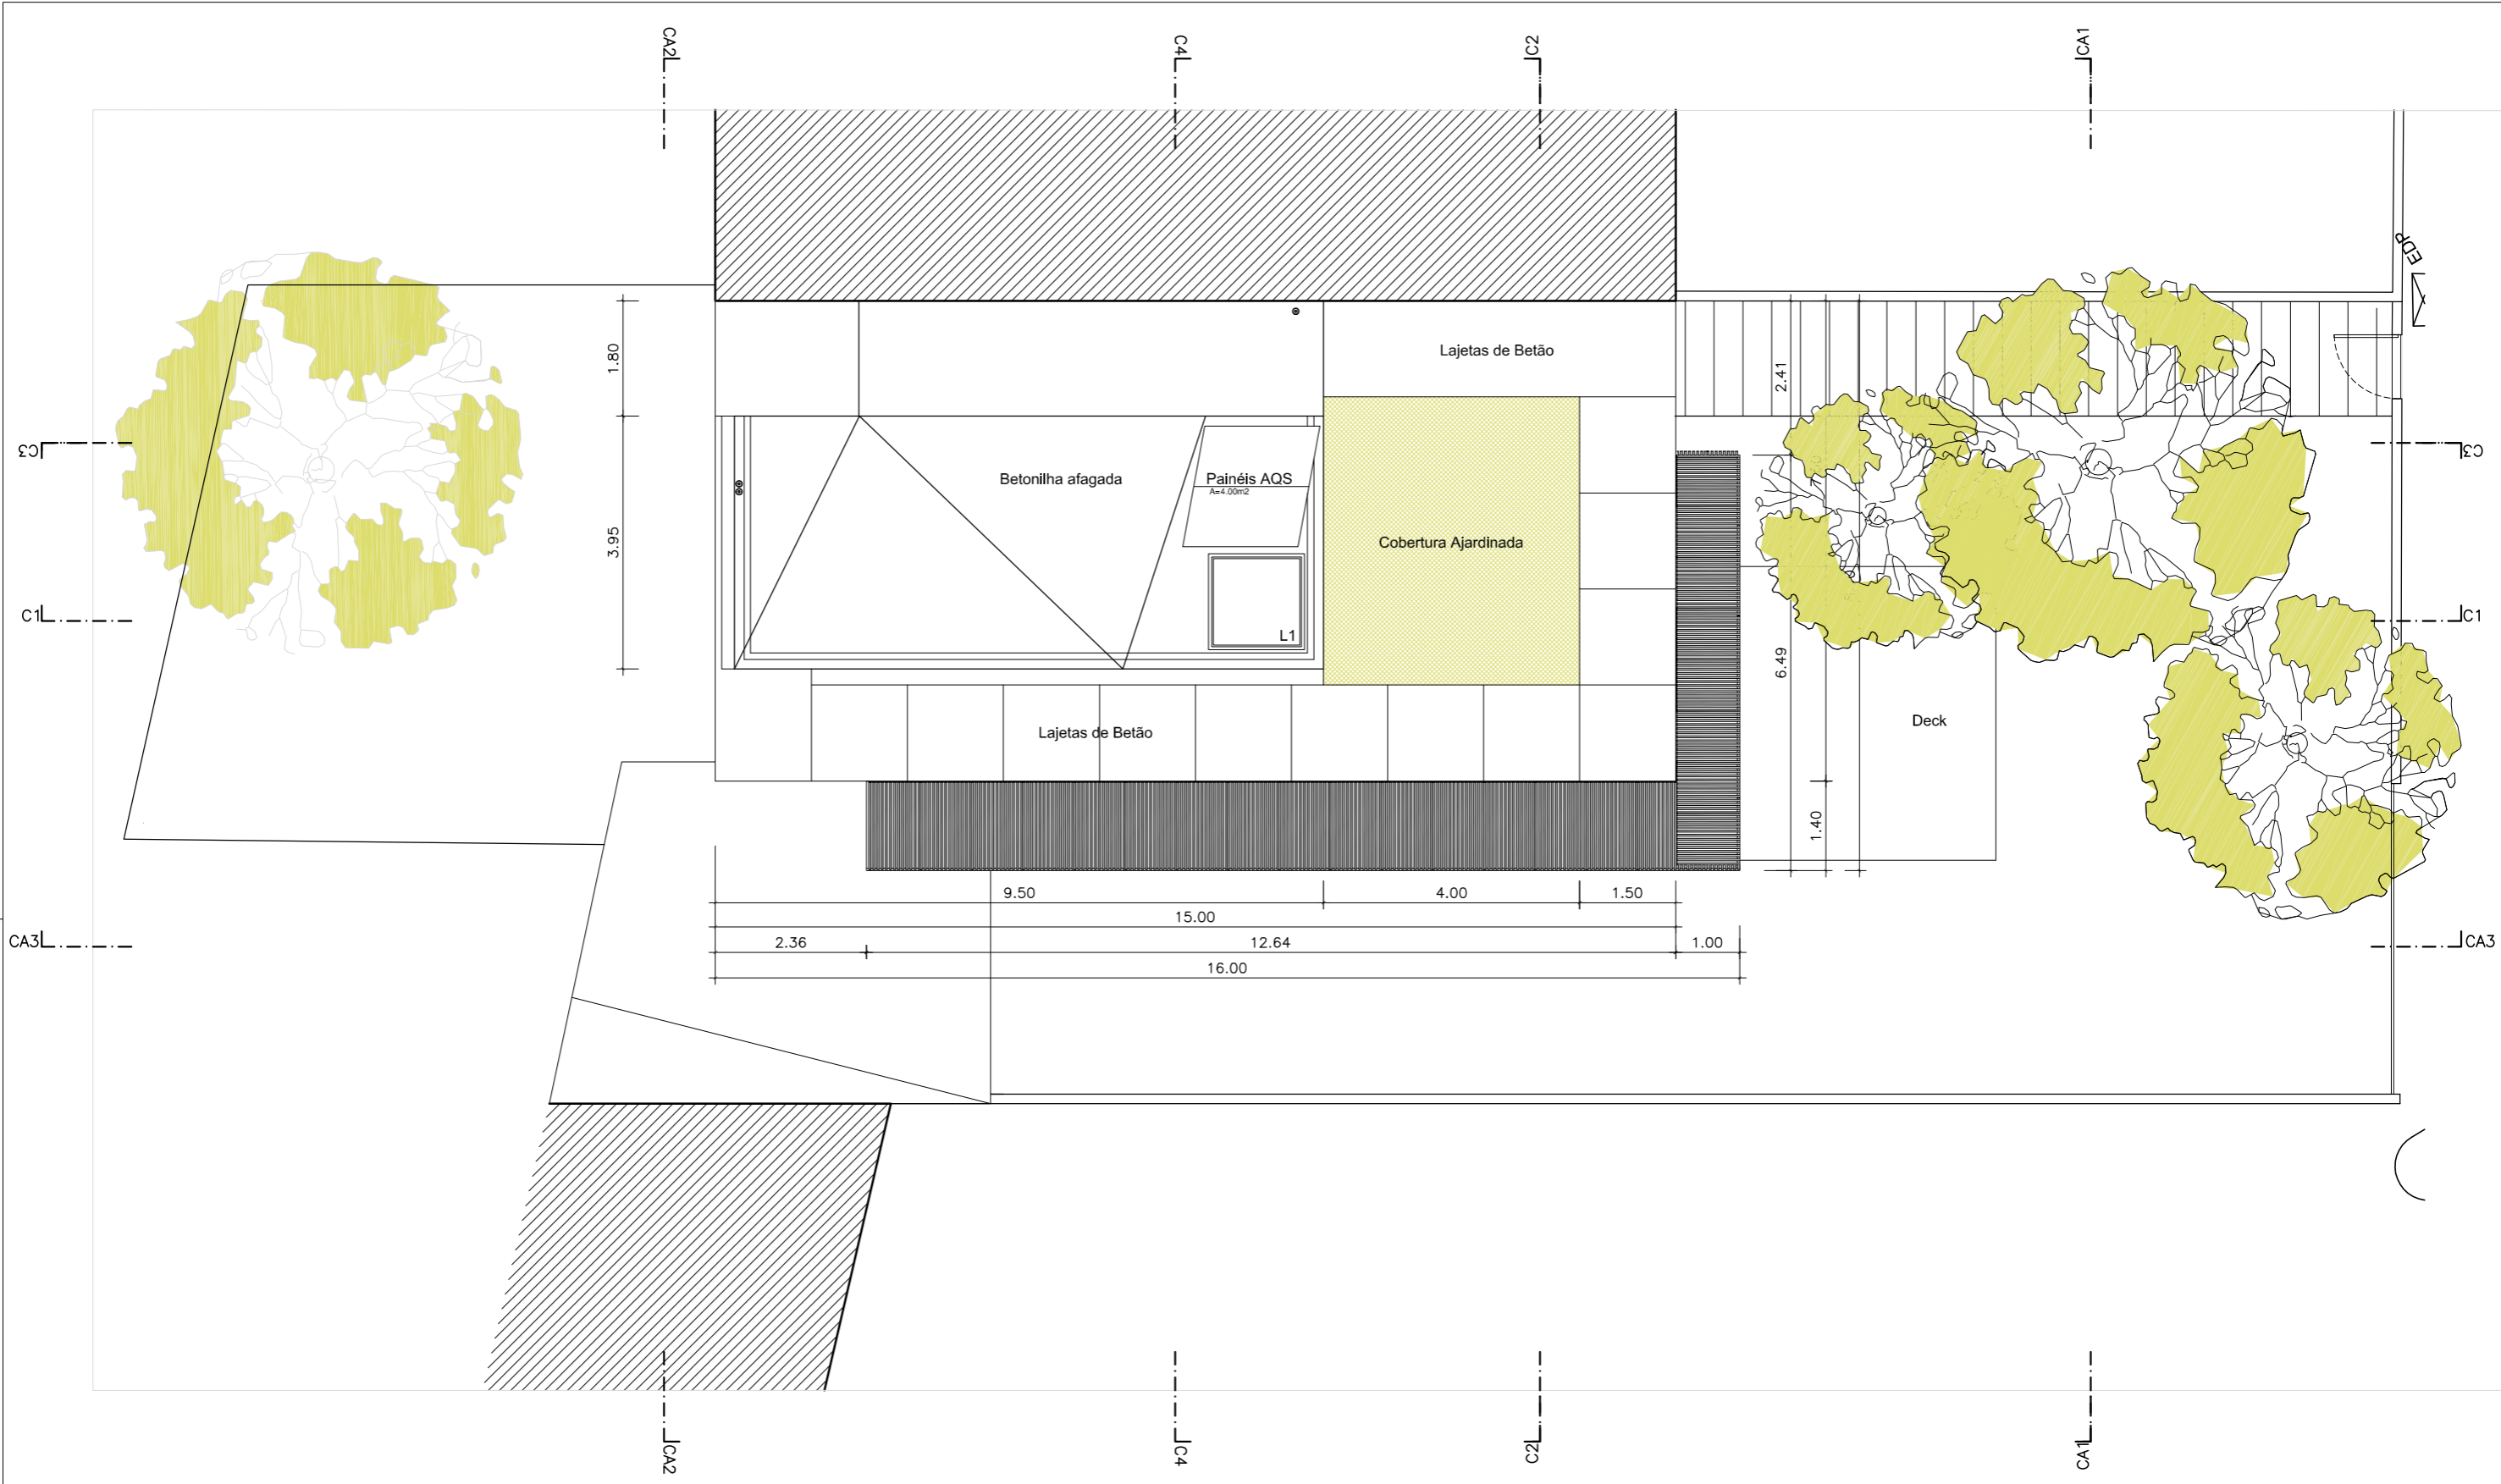 CA2
C4
C2
CA1
EDP
1.80
Lajetas de Betão
2.41
C3
C3
Betonilha afagada
Painéis AQS
A=4.00m2
3.95
Cobertura Ajardinada
C1
C1
L1
6.49
Lajetas de Betão
Deck
1.40
9.50
4.00
1.50
15.00
CA3
2.36
12.64
1.00
CA3
16.00
CA2
C4
C2
CA1